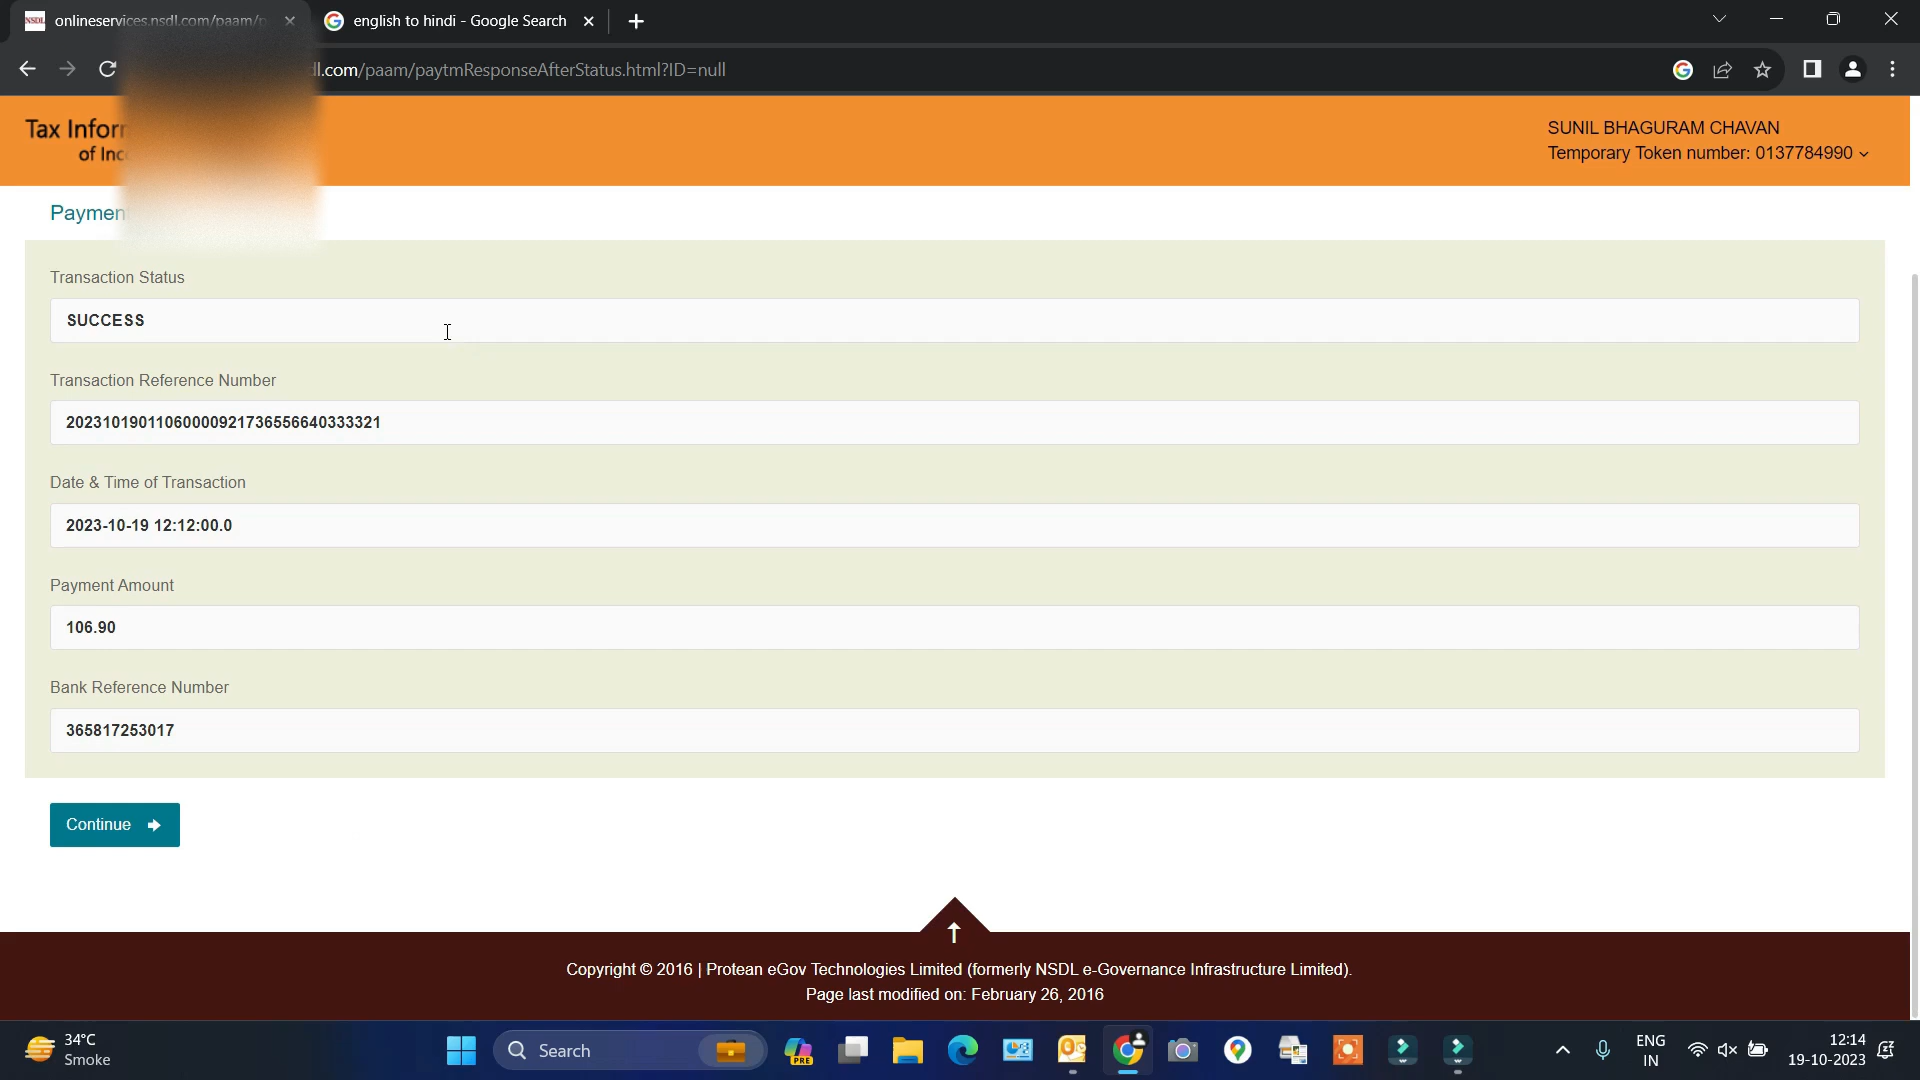 NSDL onlineservices.nsdl.com/paam/p
english to hindi - Google Search
dl.com/paam/paytmResponseAfterStatus.html?ID=null
Tax Infor
of Inc
SUNIL BHAGURAM CHAVAN
Temporary Token number: 0137784990
Paymen
Transaction Status
SUCCESS
Transaction Reference Number
20231019011060000921736556640333321
Date & Time of Transaction
2023-10-19 12:12:00.0
Payment Amount
106.90
Bank Reference Number
365817253017
Continue
Copyright © 2016 | Protean eGov Technologies Limited (formerly NSDL e-Governance Infrastructure Limited).
Page last modified on: February 26, 2016
34°C
Smoke
Search
PRE
ENG
IN
12:14
19-10-2023